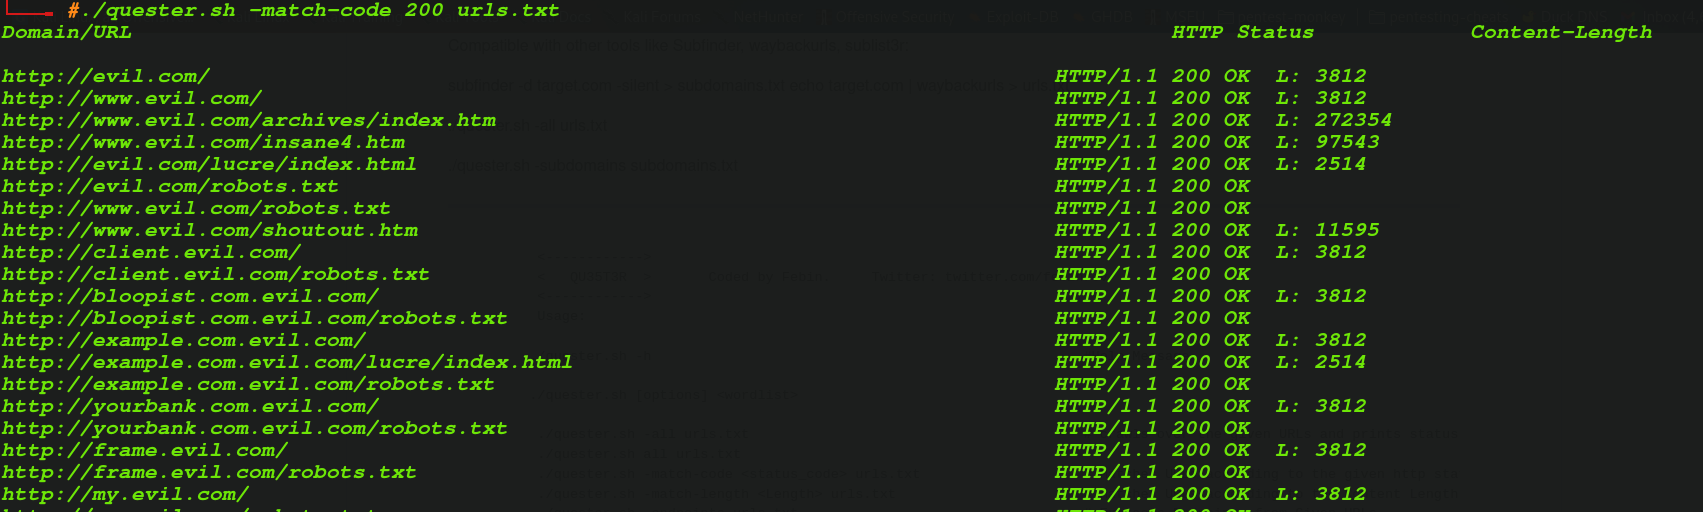 #./quester.sh -match-code 200 urls.txt
Domain/URL HTTP Status Content-Length
http://evil.com/ HTTP/1.1 200 OK L: 3812
http://www.evil.com/ HTTP/1.1 200 OK L: 3812
http://www.evil.com/archives/index.htm HTTP/1.1 200 OK L: 272354
http://www.evil.com/insane4.htm HTTP/1.1 200 OK L: 97543
http://evil.com/lucre/index.html HTTP/1.1 200 OK L: 2514
http://evil.com/robots.txt HTTP/1.1 200 OK
http://www.evil.com/robots.txt HTTP/1.1 200 OK
http://www.evil.com/shoutout.htm HTTP/1.1 200 OK L: 11595
http://client.evil.com/ HTTP/1.1 200 OK L: 3812
http://client.evil.com/robots.txt HTTP/1.1 200 OK
http://bloopist.com.evil.com/ HTTP/1.1 200 OK L: 3812
http://bloopist.com.evil.com/robots.txt HTTP/1.1 200 OK
http://example.com.evil.com/ HTTP/1.1 200 OK L: 3812
http://example.com.evil.com/lucre/index.html HTTP/1.1 200 OK L: 2514
http://example.com.evil.com/robots.txt HTTP/1.1 200 OK
http://yourbank.com.evil.com/ HTTP/1.1 200 OK L: 3812
http://yourbank.com.evil.com/robots.txt HTTP/1.1 200 OK
http://frame.evil.com/ HTTP/1.1 200 OK L: 3812
http://frame.evil.com/robots.txt HTTP/1.1 200 OK
http://my.evil.com/ HTTP/1.1 200 OK L: 3812